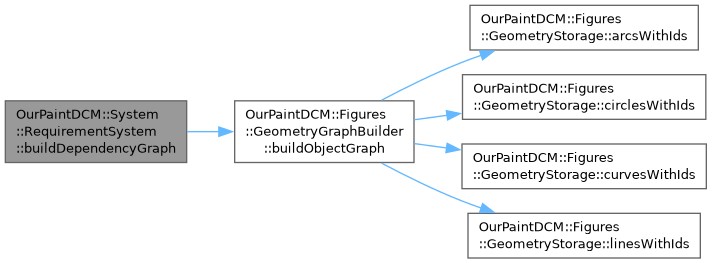 OurPaintDCM::System
::RequirementSystem
::buildDependencyGraph
OurPaintDCM::Figures
::GeometryGraphBuilder
::buildObjectGraph
OurPaintDCM::Figures
::GeometryStorage::arcsWithIds
OurPaintDCM::Figures
::GeometryStorage::circlesWithIds
OurPaintDCM::Figures
::GeometryStorage::curvesWithIds
OurPaintDCM::Figures
::GeometryStorage::linesWithIds